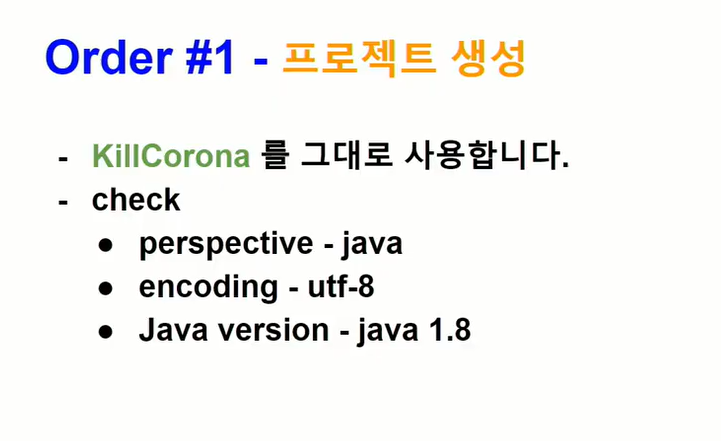 Order #1 - 프로젝트 생성
- KillCorona 를 그대로 사용합니다.
- check
● perspective - java
● encoding - utf-8
● Java version - java 1.8